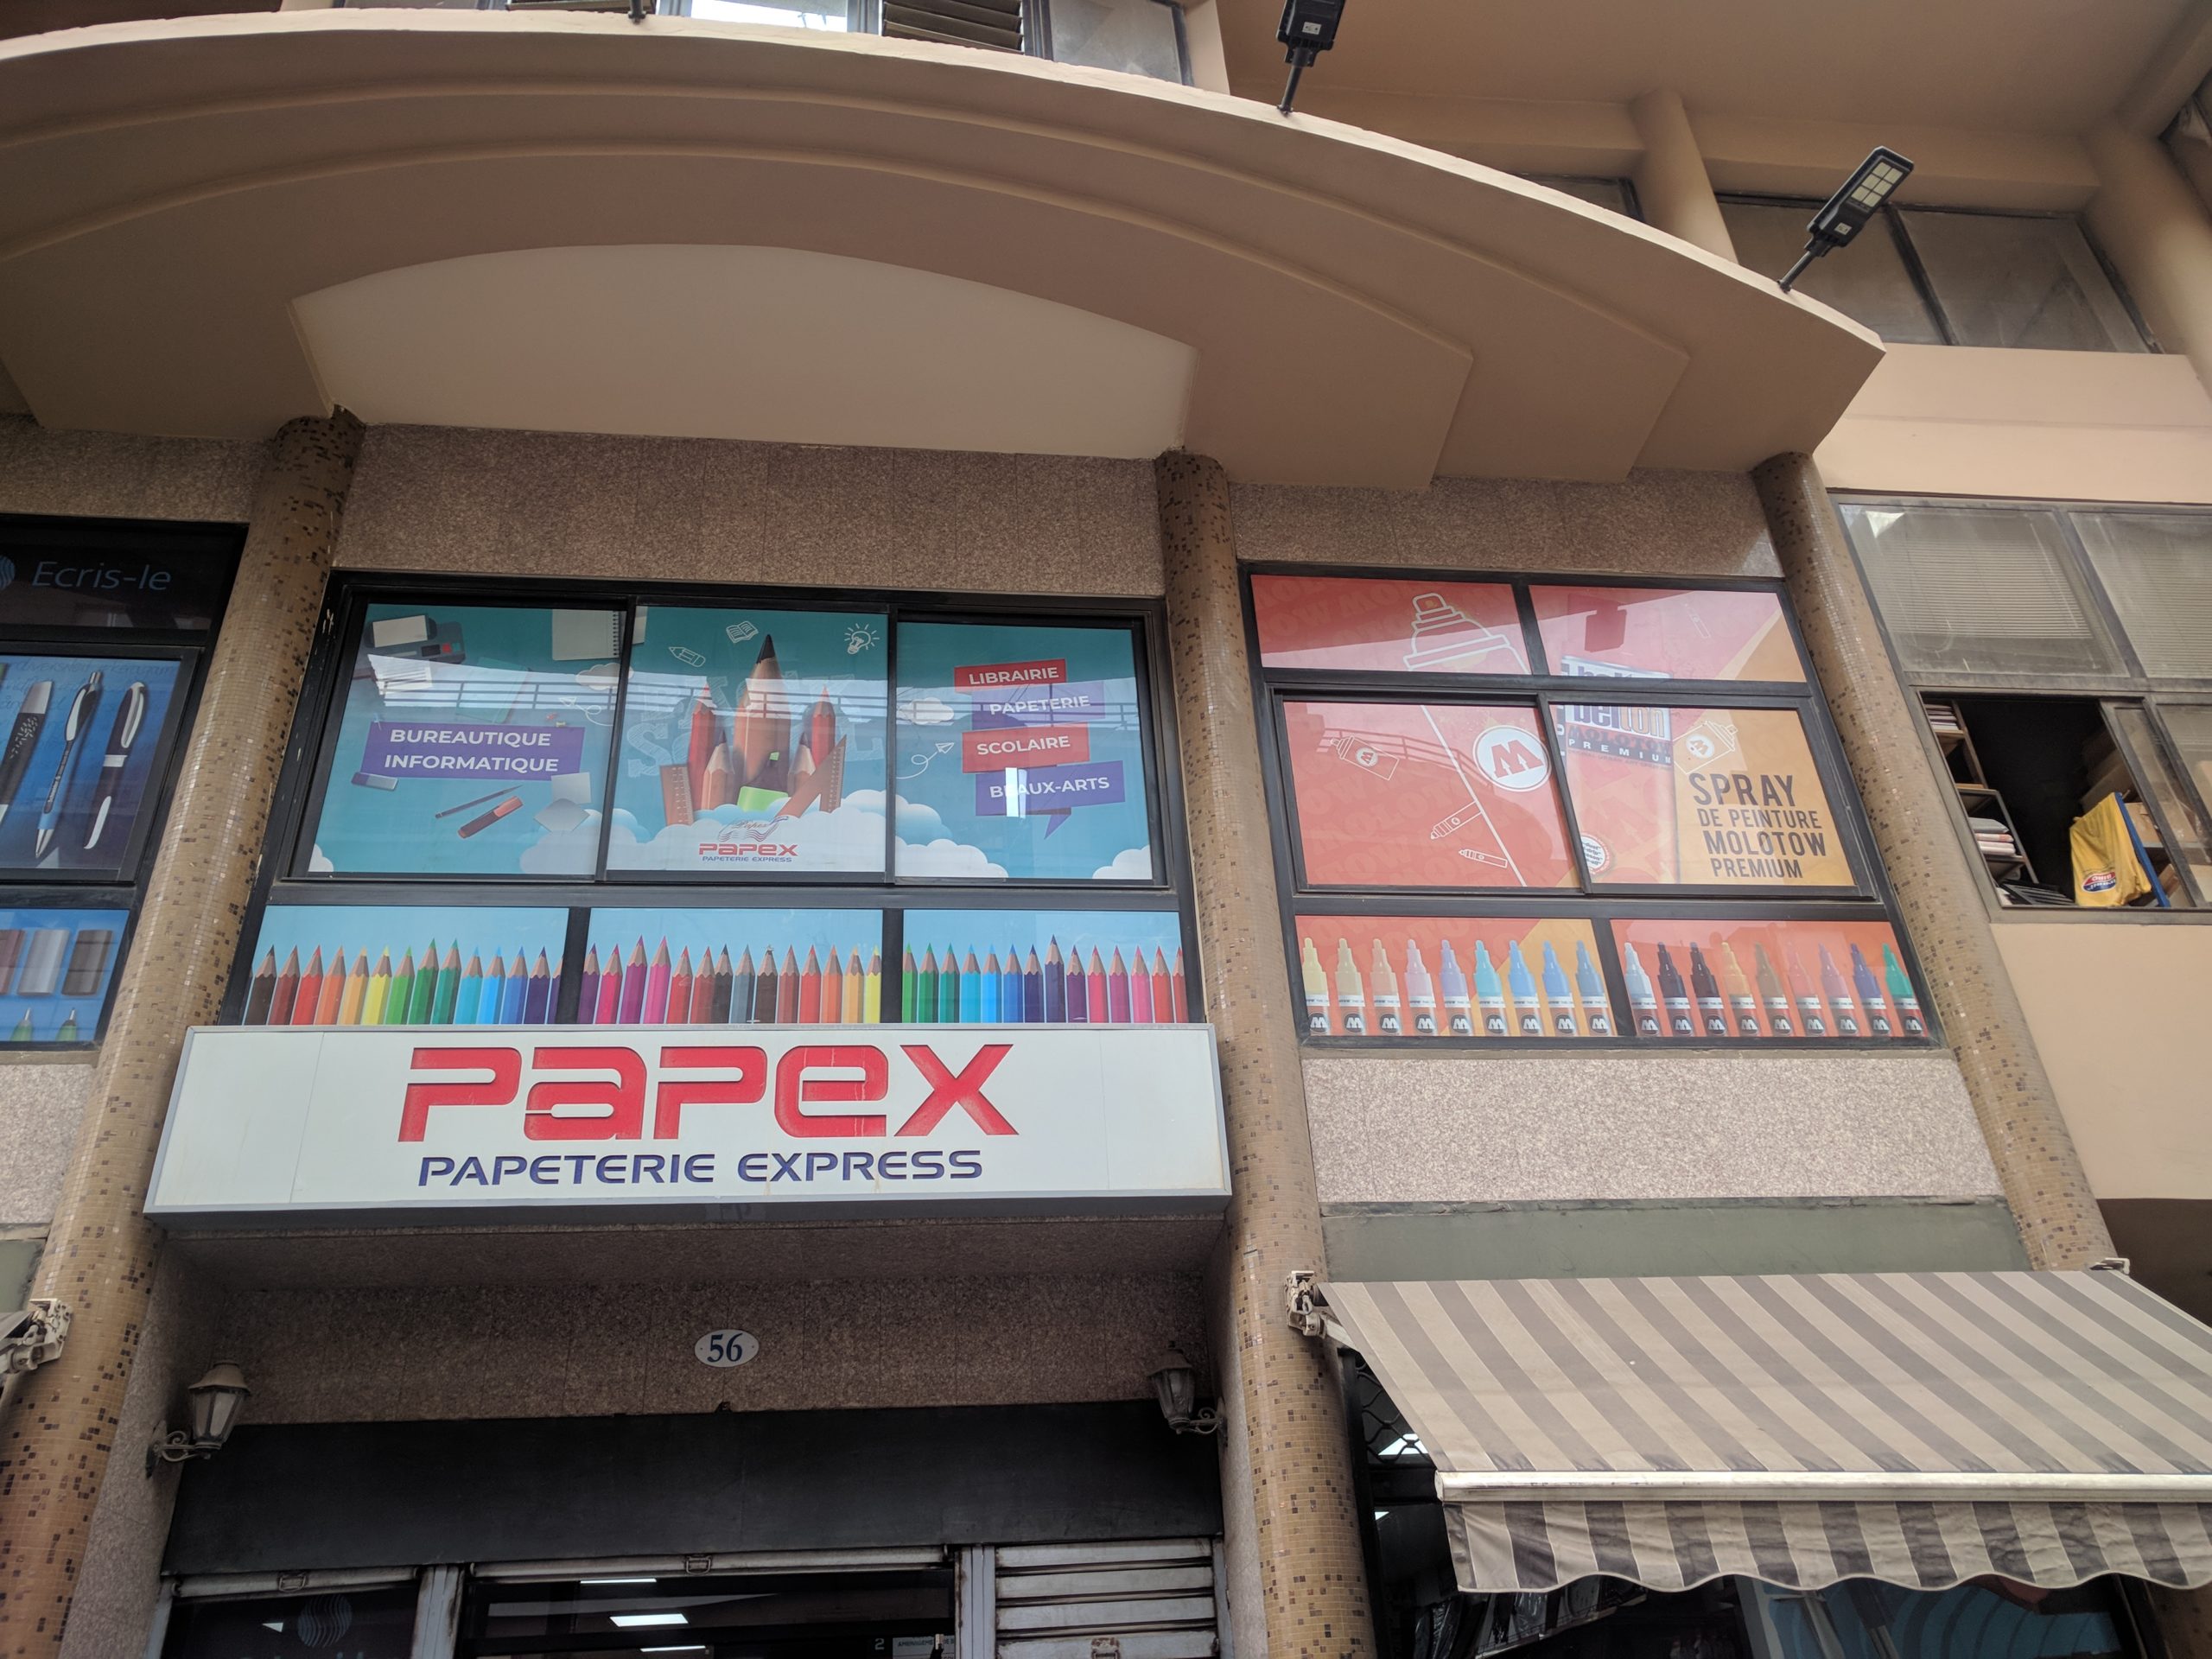 Ecris-le
BUREAUTIQUE
INFORMATIQUE
LIBRAIRIE
PAPETERIE
SCOLAIRE
BEAUX-ARTS
PAPEX
PAPETERIE EXPRESS
belton
PREMIUM
SPRAY
DE PEINTURE
MOLOTOW
PREMIUM
PAPEX
PAPETERIE EXPRESS
56